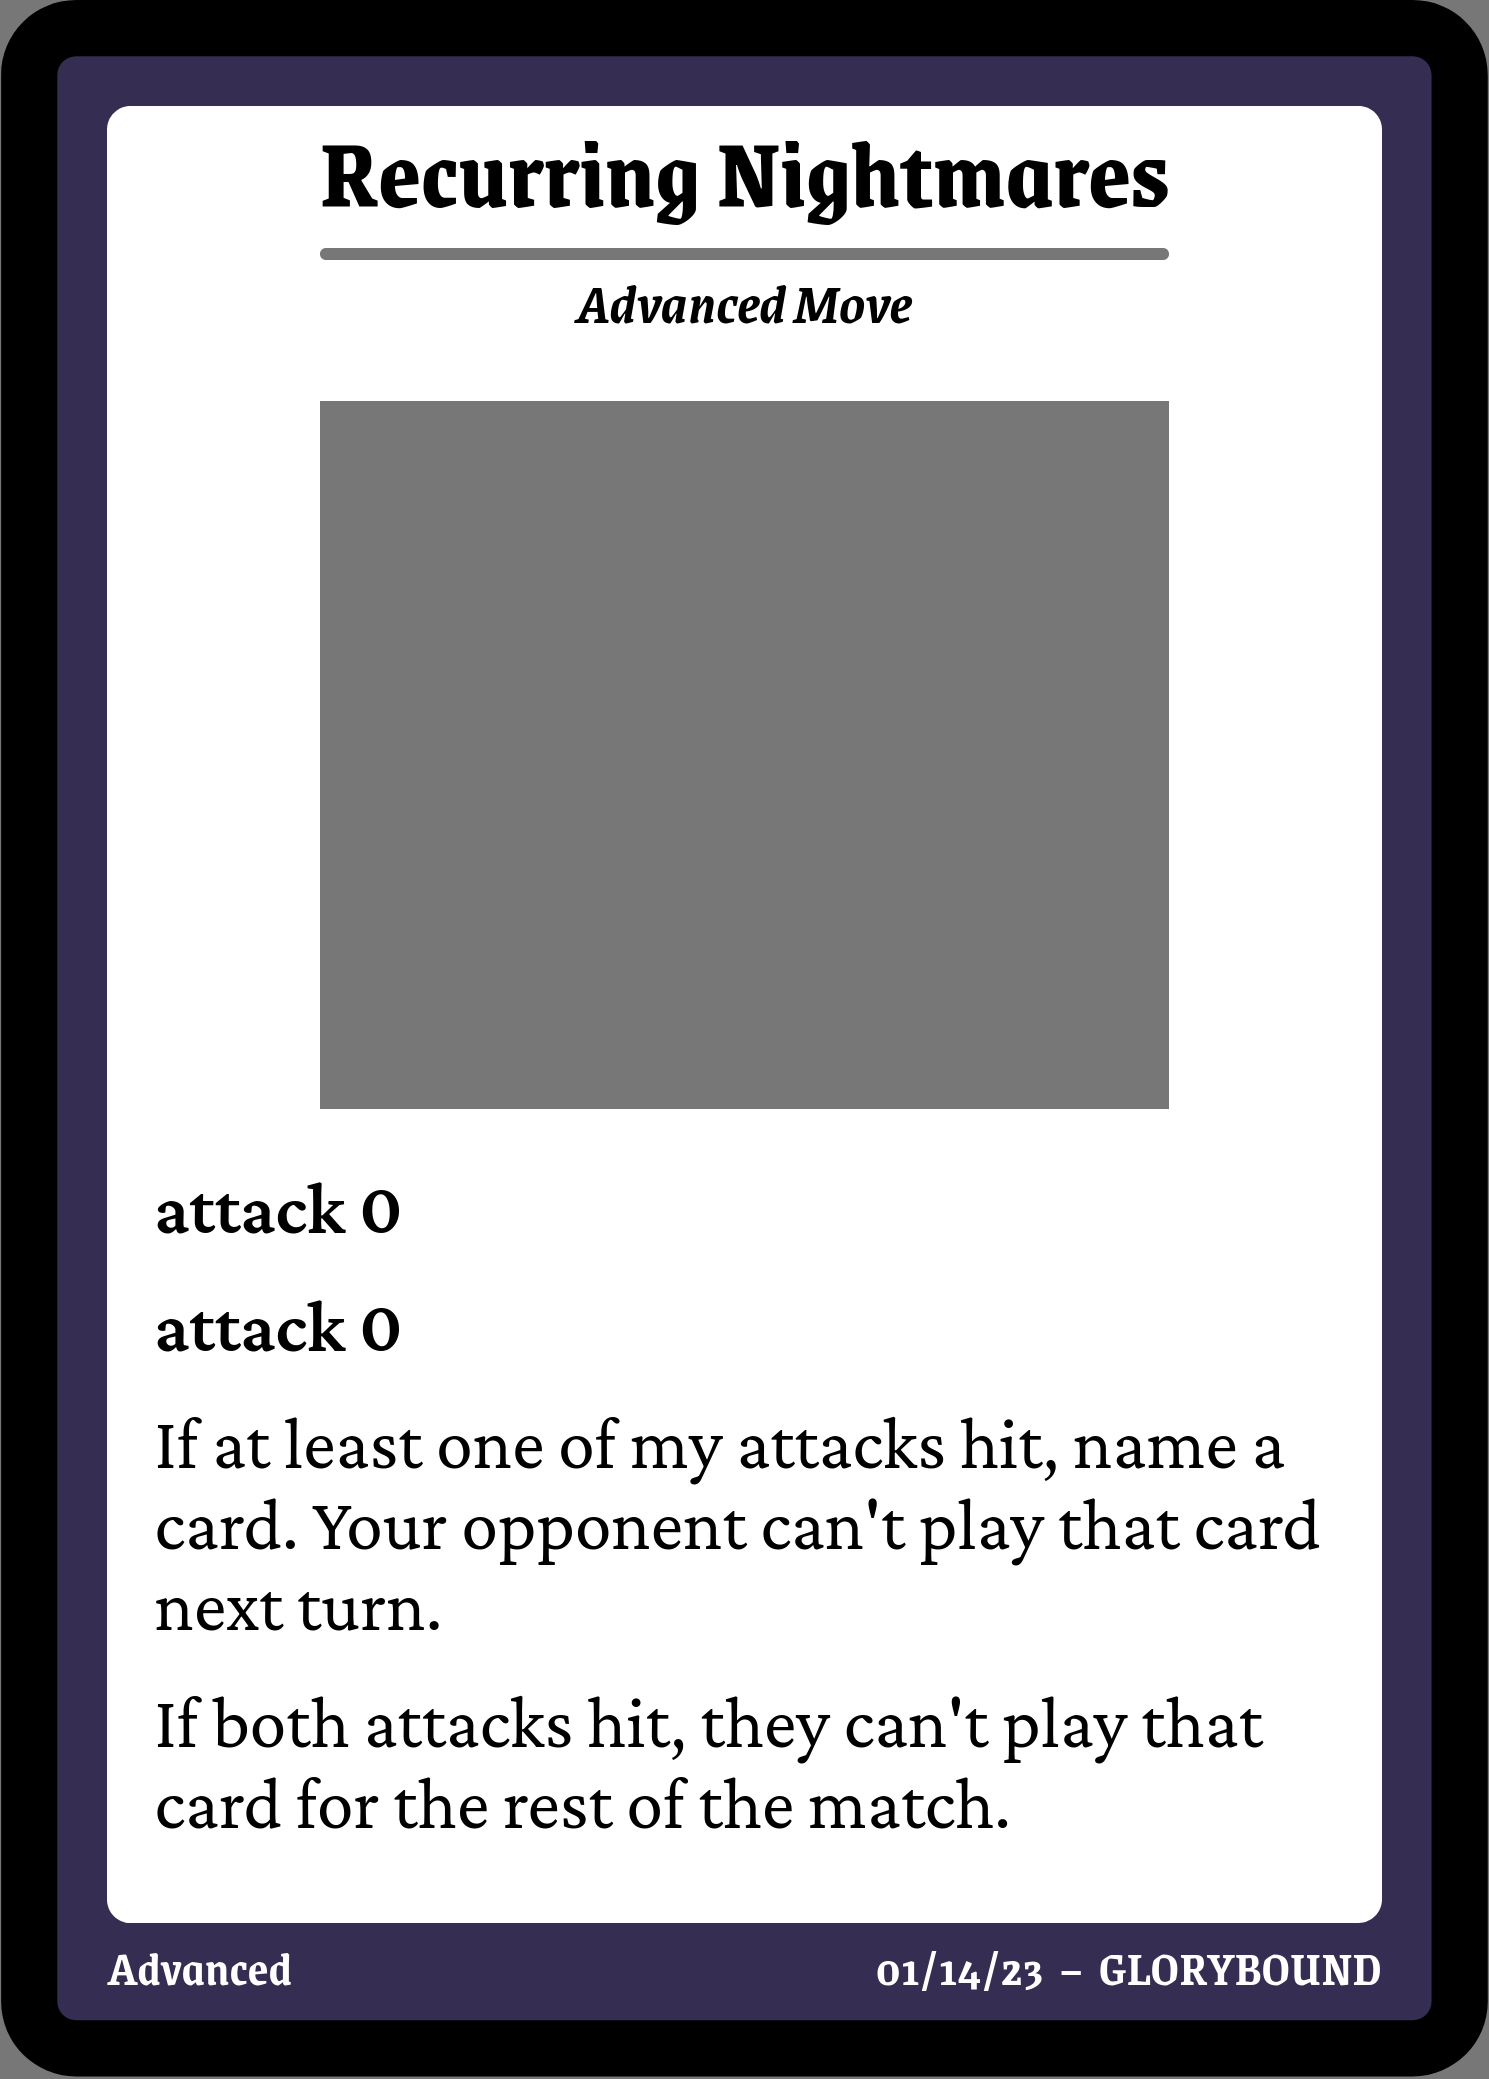 Recurring Nightmares
Advanced Move
attack 0
attack 0
If at least one of my attacks hit, name a
card. Your opponent can't play that card
next turn.
If both attacks hit, they can't play that
card for the rest of the match.
Advanced
01/14/23 – GLORYBOUND